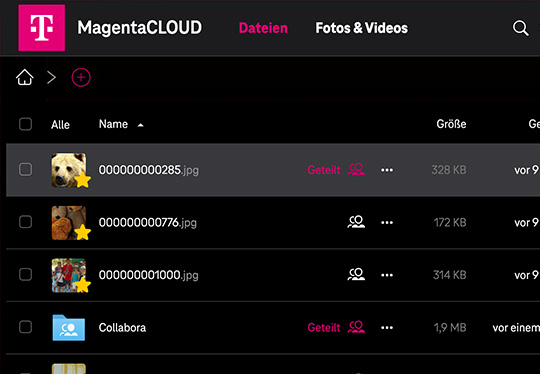 T MagentaCLOUD Dateien Fotos & Videos
Alle Name Größe
000000000285.jpg Geteilt ••• 328 KB vor 9
000000000776.jpg ••• 172 KB vor 9
000000001000.jpg ••• 314 KB vor 9
Collabora Geteilt ••• 1,9 MB vor einem